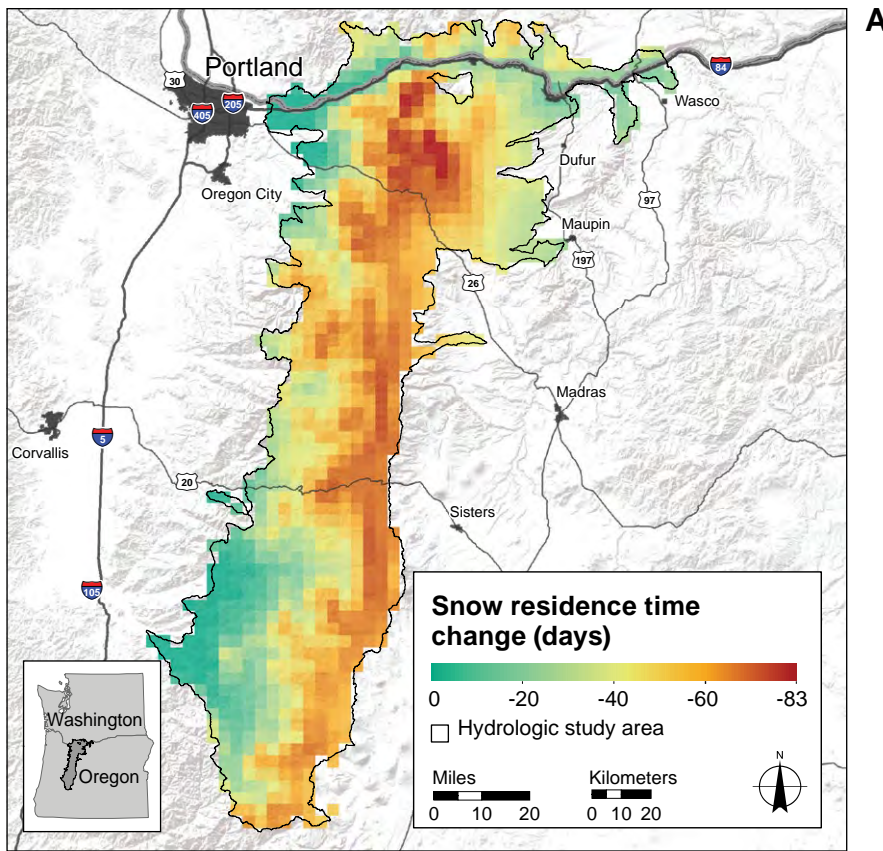 A
Portland
30
84
405
205
Wasco
Dufur
Oregon City
97
Maupin
197
26
Madras
Corvallis
5
20
Sisters
105
Snow residence time
change (days)
0 -20 -40 -60 -83
Hydrologic study area
Miles Kilometers
0 10 20 0 10 20
N
Washington
Oregon